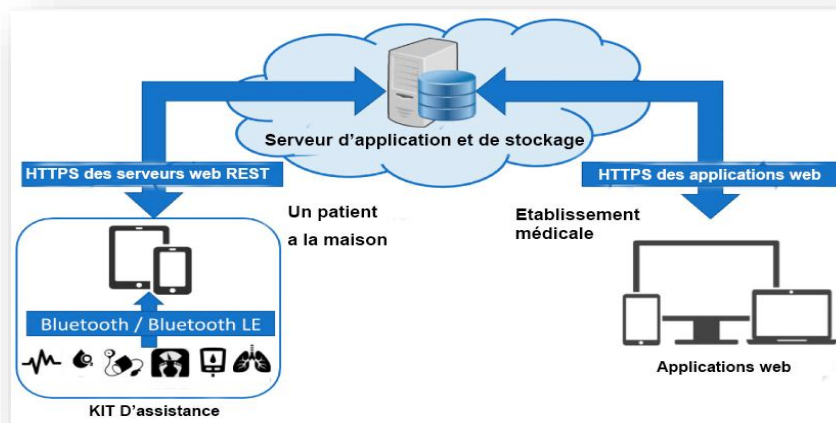 Serveur d'application et de stockage
HTTPS des serveurs web REST
HTTPS des applications web
Un patient
a la maison
Etablissement
médicale
Bluetooth / Bluetooth LE
Applications web
KIT D'assistance